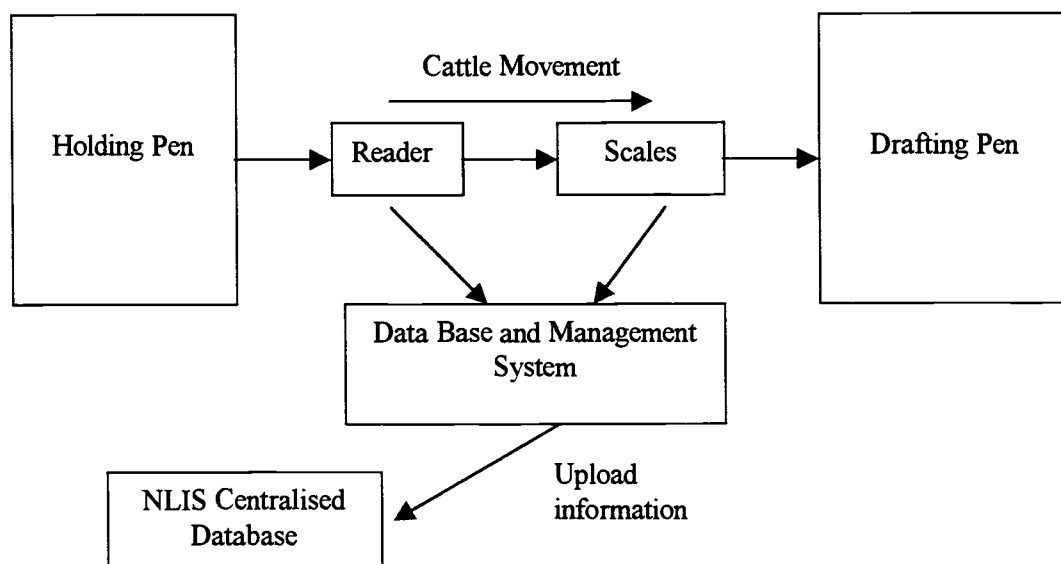 Cattle Movement
Holding Pen
Reader
Scales
Drafting Pen
Data Base and Management
System
Upload
information
NLIS Centralised
Database